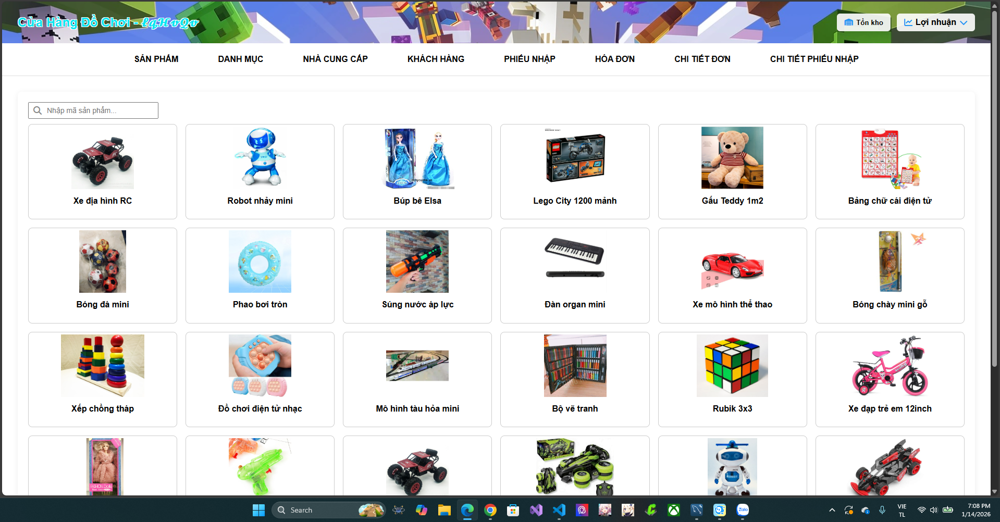 Cửa Hàng Đồ Chơi - 𝓵𝓺𝓗𝓿𝓠𝓿
Tồn kho
Lợi nhuận
SẢN PHẨM
DANH MỤC
NHÀ CUNG CẤP
KHÁCH HÀNG
PHIẾU NHẬP
HÓA ĐƠN
CHI TIẾT ĐƠN
CHI TIẾT PHIẾU NHẬP
Nhập mã sản phẩm...
Xe địa hình RC
Robot nhảy mini
Búp bê Elsa
Lego City 1200 mảnh
Gấu Teddy 1m2
Bảng chữ cái điện tử
Bóng đá mini
Phao bơi tròn
Súng nước áp lực
Đàn organ mini
Xe mô hình thể thao
Bóng chày mini gỗ
Xếp chồng tháp
Đồ chơi điện tử nhạc
Mô hình tàu hỏa mini
Bộ vẽ tranh
Rubik 3x3
Xe đạp trẻ em 12inch
FASHION Dolls
ROBOT
Search
Zalo
VIE
TL
7:08 PM
1/14/2026